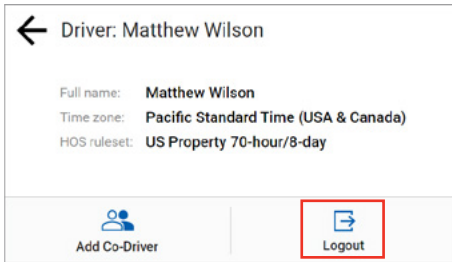 Driver: Matthew Wilson
Full name: Matthew Wilson
Time zone: Pacific Standard Time (USA & Canada)
HOS ruleset: US Property 70-hour/8-day
Add Co-Driver Logout